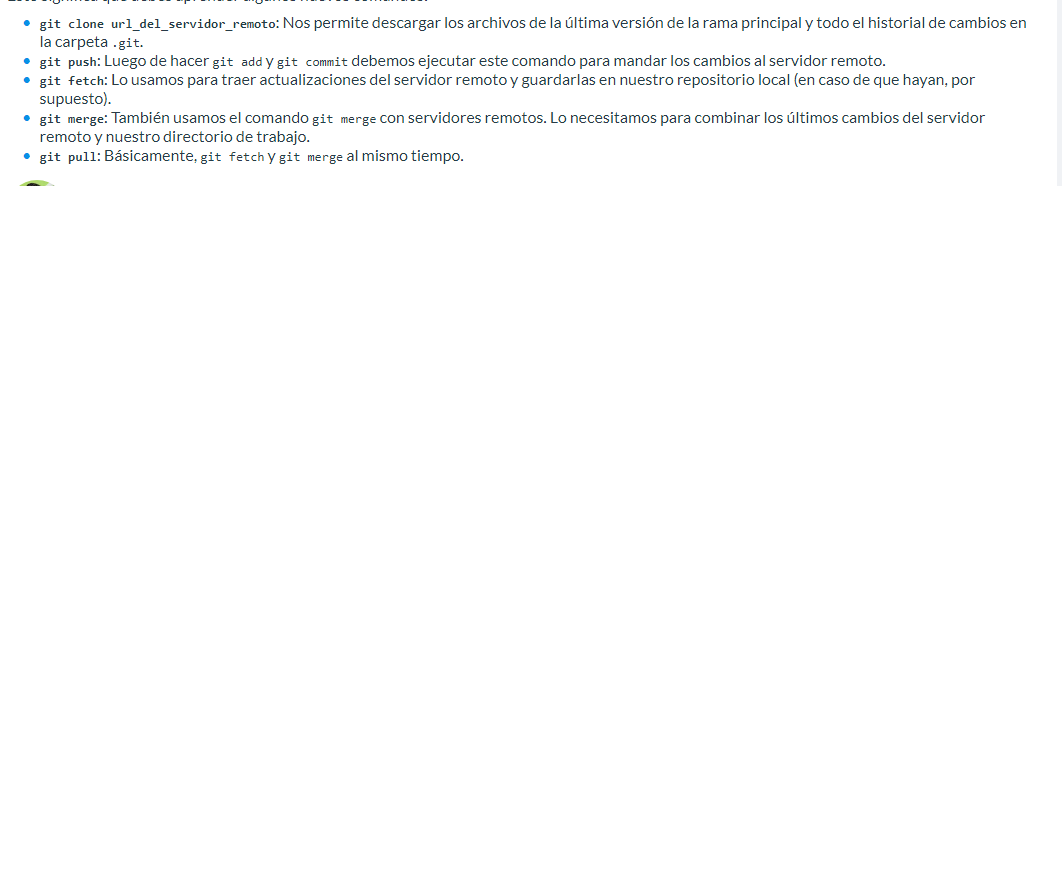 git clone url_del_servidor_remoto: Nos permite descargar los archivos de la última versión de la rama principal y todo el historial de cambios en
la carpeta .git.
git push: Luego de hacer git add y git commit debemos ejecutar este comando para mandar los cambios al servidor remoto.
git fetch: Lo usamos para traer actualizaciones del servidor remoto y guardarlas en nuestro repositorio local (en caso de que hayan, por
supuesto).
git merge: También usamos el comando git merge con servidores remotos. Lo necesitamos para combinar los últimos cambios del servidor
remoto y nuestro directorio de trabajo.
git pull: Básicamente, git fetch y git merge al mismo tiempo.